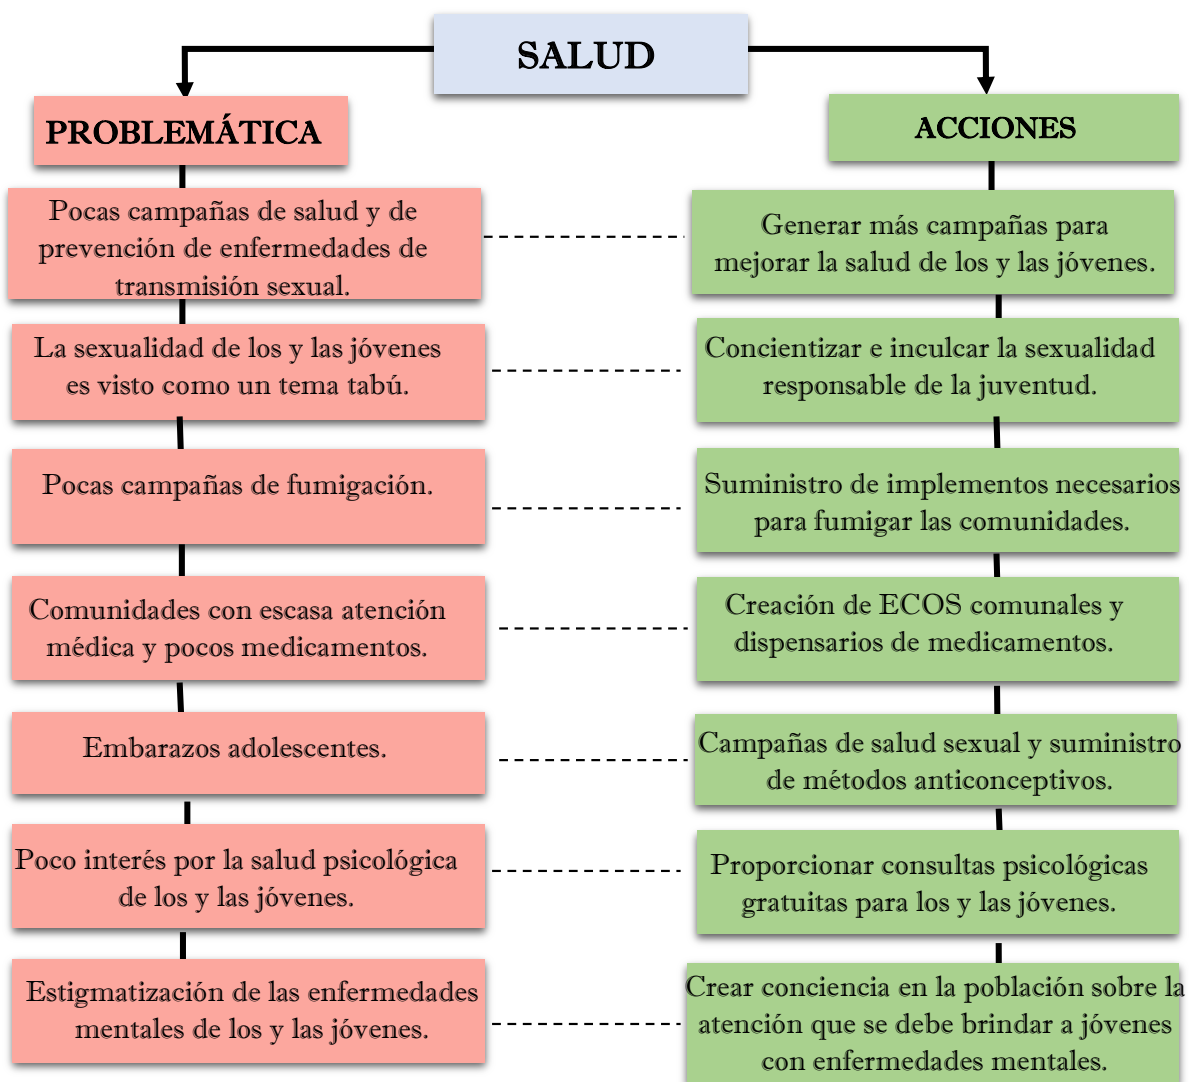 SALUD
PROBLEMÁTICA
ACCIONES
Pocas campañas de salud y de
prevención de enfermedades de
transmisión sexual.
Generar más campañas para
mejorar la salud de los y las jóvenes.
La sexualidad de los y las jóvenes
es visto como un tema tabú.
Concientizar e inculcar la sexualidad
responsable de la juventud.
Pocas campañas de fumigación.
Suministro de implementos necesarios
para fumigar las comunidades.
Comunidades con escasa atención
médica y pocos medicamentos.
Creación de ECOS comunales y
dispensarios de medicamentos.
Embarazos adolescentes.
Campañas de salud sexual y suministro
de métodos anticonceptivos.
Poco interés por la salud psicológica
de los y las jóvenes.
Proporcionar consultas psicológicas
gratuitas para los y las jóvenes.
Estigmatización de las enfermedades
mentales de los y las jóvenes.
Crear conciencia en la población sobre la
atención que se debe brindar a jóvenes
con enfermedades mentales.